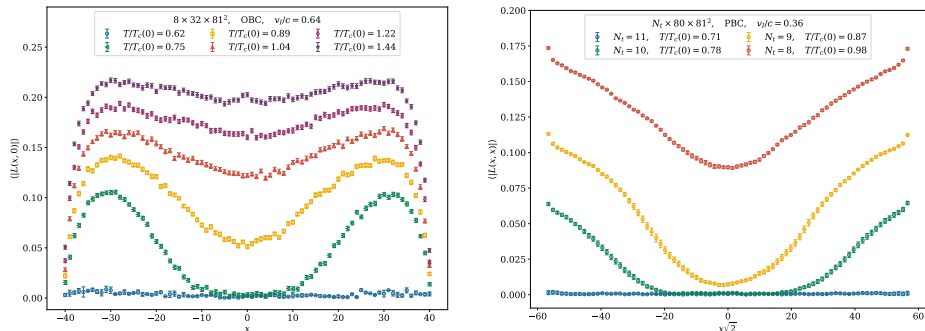 8 × 32 × 81², OBC, v_I/c = 0.64
T/T_c(0) = 0.62 T/T_c(0) = 0.89 T/T_c(0) = 1.22
T/T_c(0) = 0.75 T/T_c(0) = 1.04 T/T_c(0) = 1.44
0.25
0.20
0.15
0.10
0.05
0.00
⟨|L(x, 0)|⟩
−40 −30 −20 −10 0 10 20 30 40
x
N_t × 80 × 81², PBC, v_I/c = 0.36
N_t = 11, T/T_c(0) = 0.71 N_t = 9, T/T_c(0) = 0.87
N_t = 10, T/T_c(0) = 0.78 N_t = 8, T/T_c(0) = 0.98
0.200
0.175
0.150
0.125
0.100
0.075
0.050
0.025
0.000
⟨|L(x, x)|⟩
−60 −40 −20 0 20 40 60
x√2